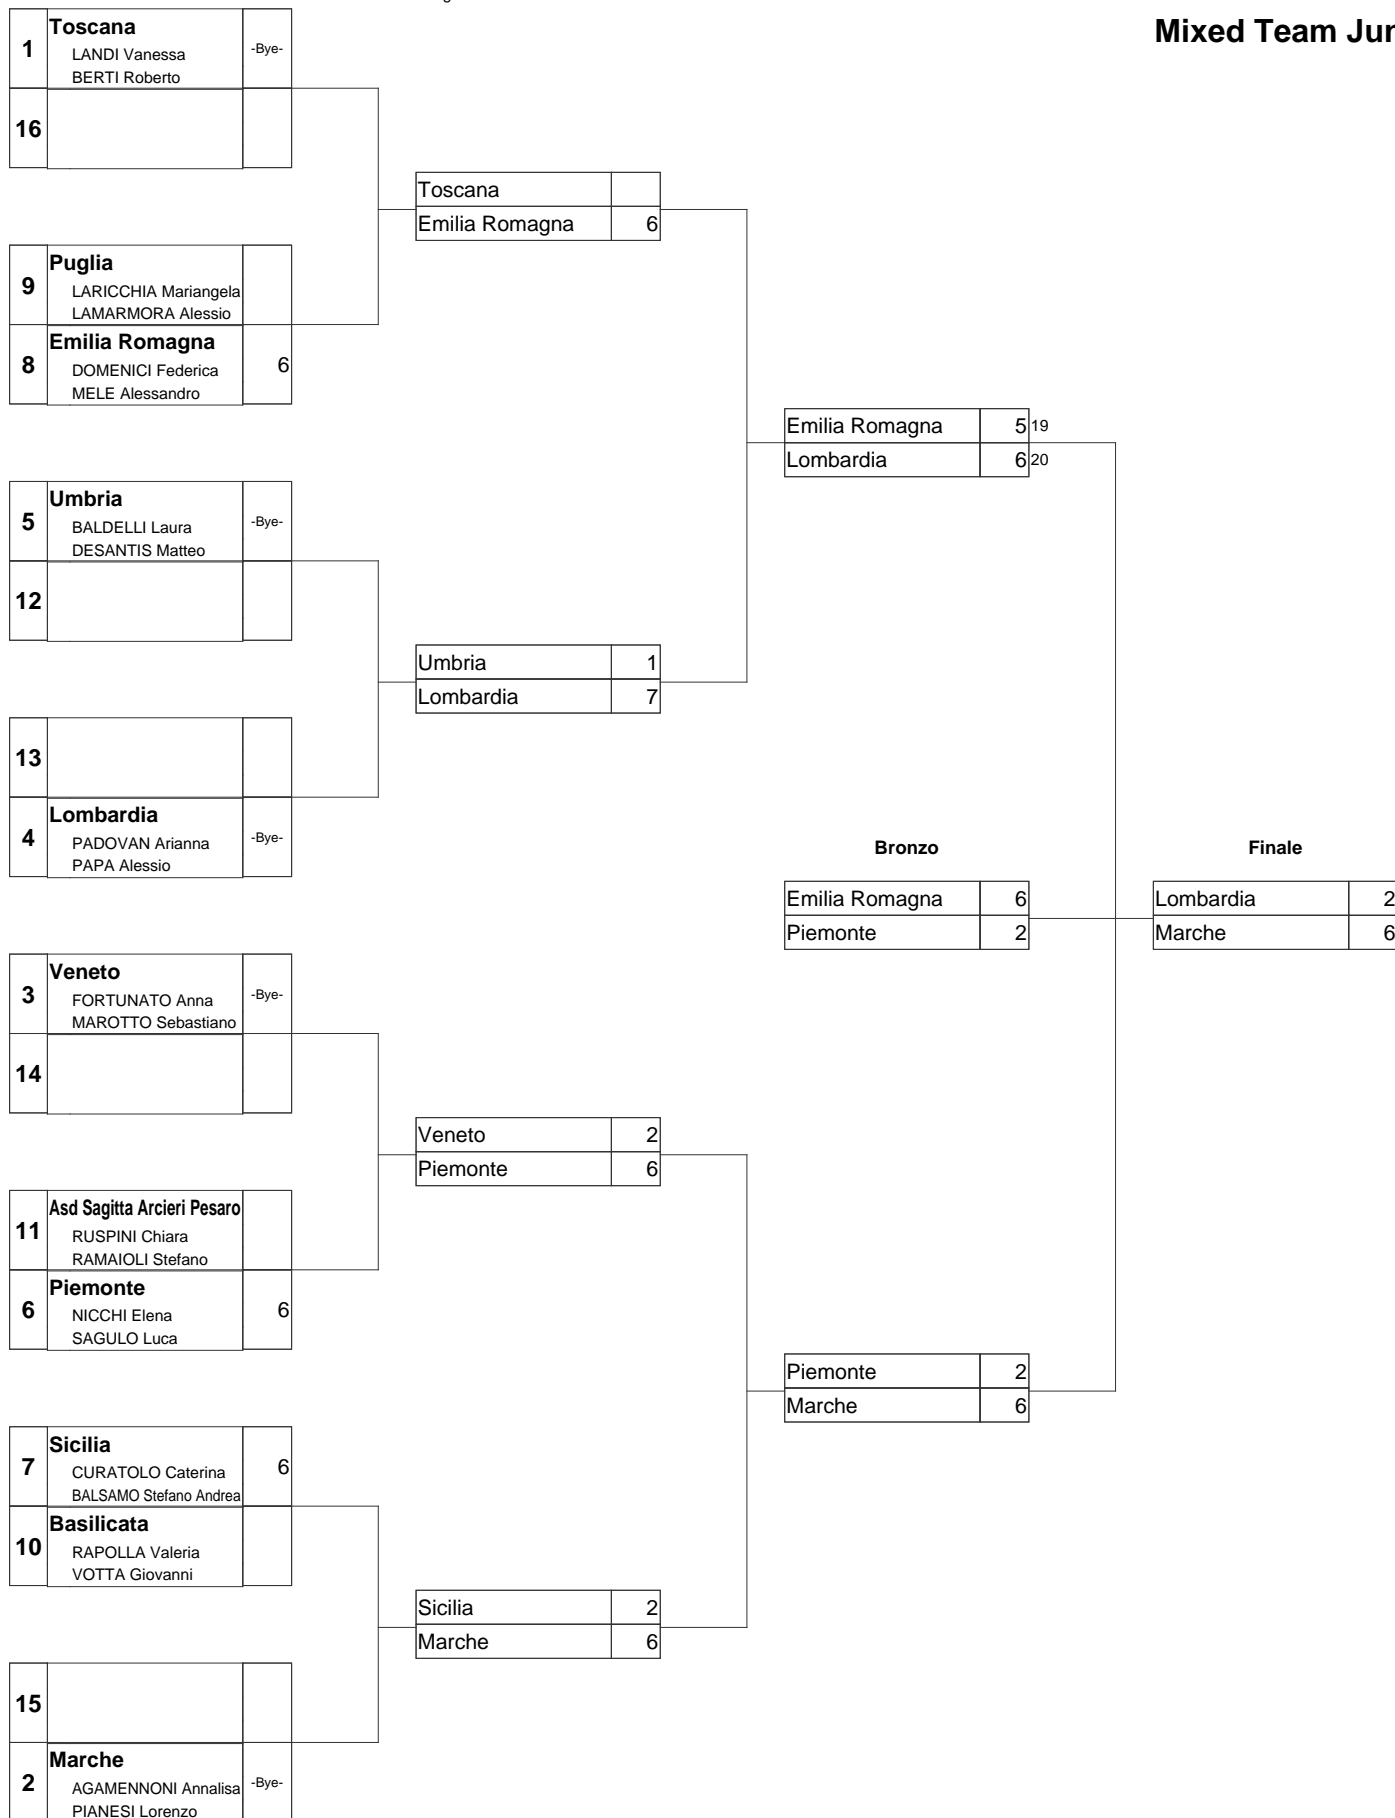 Mixed Team Jun
1
Toscana
LANDI Vanessa
BERTI Roberto
-Bye-
16
Toscana
Emilia Romagna 6
9
Puglia
LARICCHIA Mariangela
LAMARMORA Alessio
8
Emilia Romagna
DOMENICI Federica
MELE Alessandro
6
Emilia Romagna 5 19
Lombardia 6 20
5
Umbria
BALDELLI Laura
DESANTIS Matteo
-Bye-
12
Umbria 1
Lombardia 7
13
4
Lombardia
PADOVAN Arianna
PAPA Alessio
-Bye-
Bronzo
Emilia Romagna 6
Piemonte 2
Finale
Lombardia 2
Marche 6
3
Veneto
FORTUNATO Anna
MAROTTO Sebastiano
-Bye-
14
Veneto 2
Piemonte 6
11
Asd Sagitta Arcieri Pesaro
RUSPINI Chiara
RAMAIOLI Stefano
6
Piemonte
NICCHI Elena
SAGULO Luca
6
Piemonte 2
Marche 6
7
Sicilia
CURATOLO Caterina
BALSAMO Stefano Andrea
6
10
Basilicata
RAPOLLA Valeria
VOTTA Giovanni
Sicilia 2
Marche 6
15
2
Marche
AGAMENNONI Annalisa
PIANESI Lorenzo
-Bye-